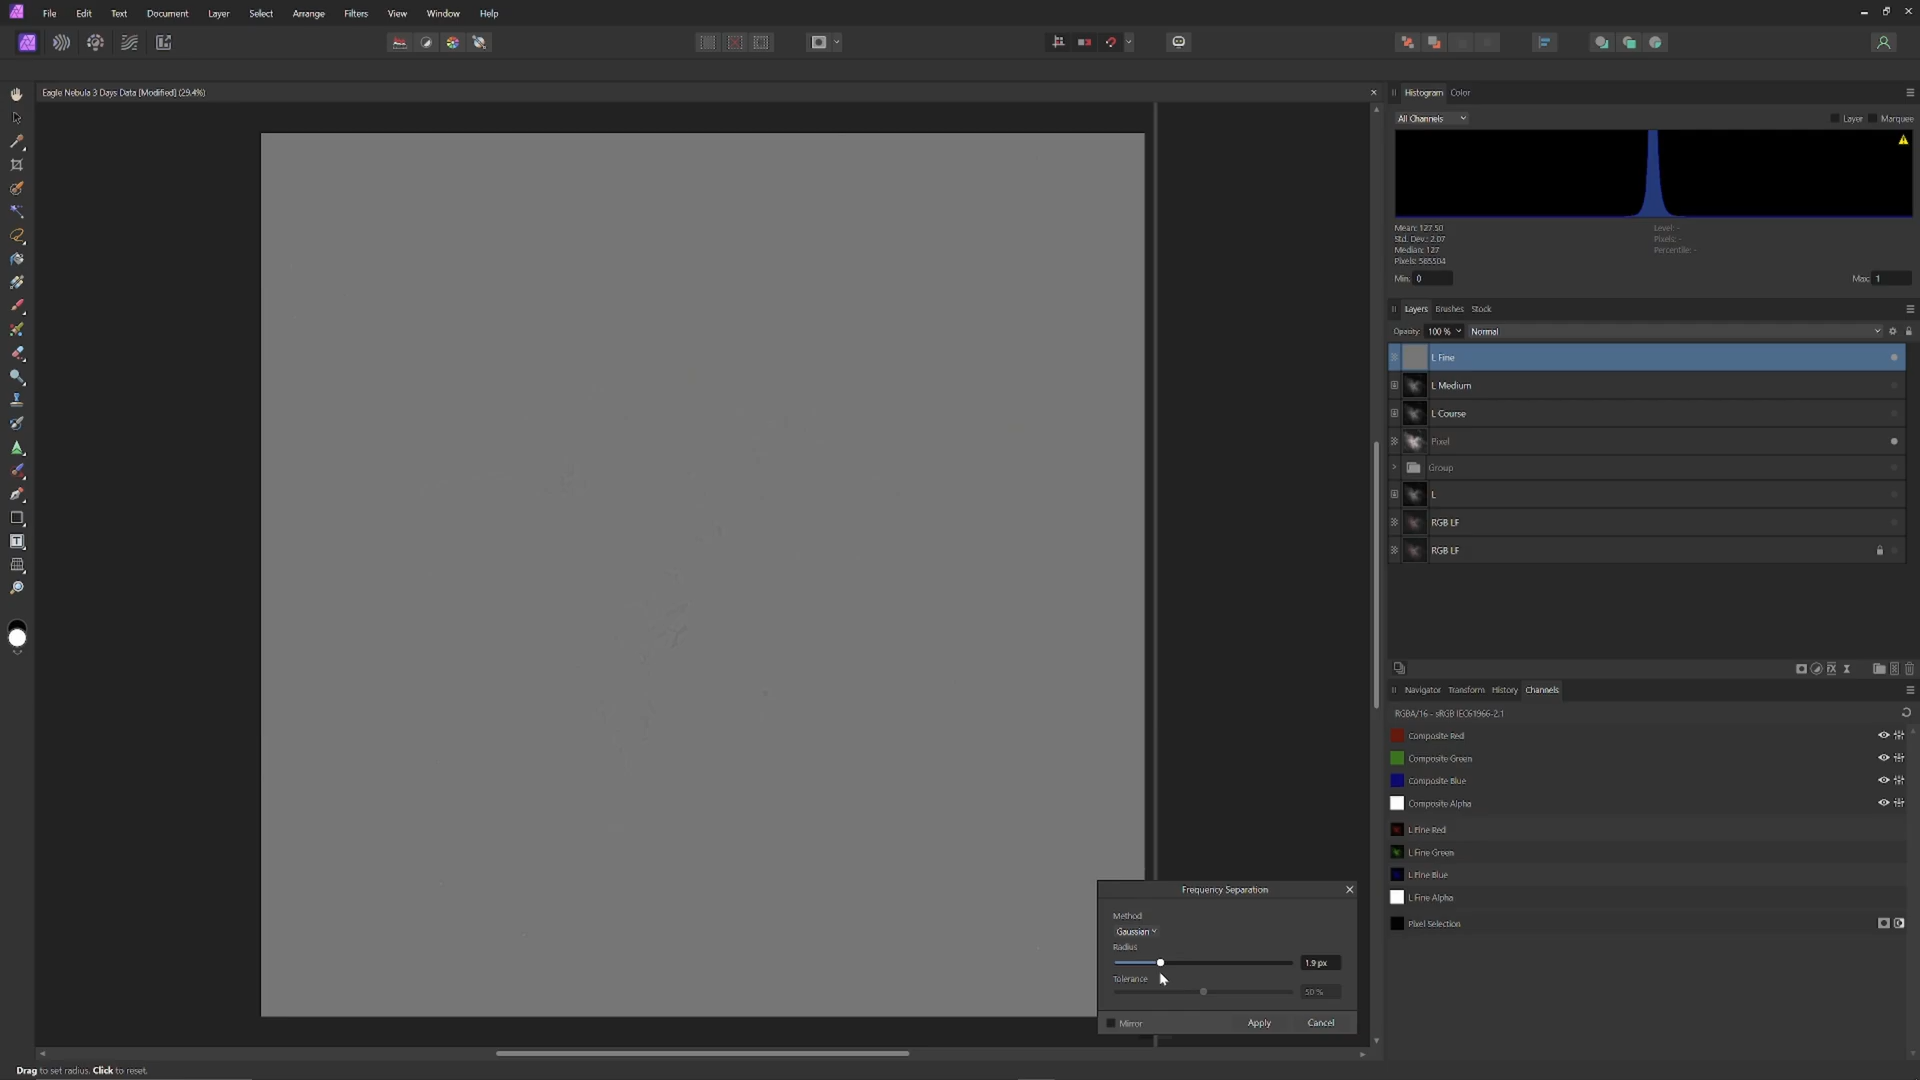 File Edit Text Document Layer Select Arrange Filters View Window Help
Eagle Nebula 3 Days Data [Modified] (29.4%)
Histogram Color
All Channels
Layer Marquee
Mean: 127.50
Std. Dev.: 2.07
Median: 127
Pixels: 565504
Level: -
Pixels: -
Percentile: -
Min: 0
Max: 1
Layers Brushes Stock
Opacity: 100 % Normal
L Fine
L Medium
L Course
Pixel
Group
L
RGB LF
RGB LF
Navigator Transform History Channels
RGBA/16 - sRGB IEC61966-2.1
Composite Red
Composite Green
Composite Blue
Composite Alpha
L Fine Red
L Fine Green
L Fine Blue
L Fine Alpha
Pixel Selection
Frequency Separation
Method
Gaussian
Radius
1.9 px
Tolerance
50 %
Mirror
Apply
Cancel
Drag to set radius. Click to reset.